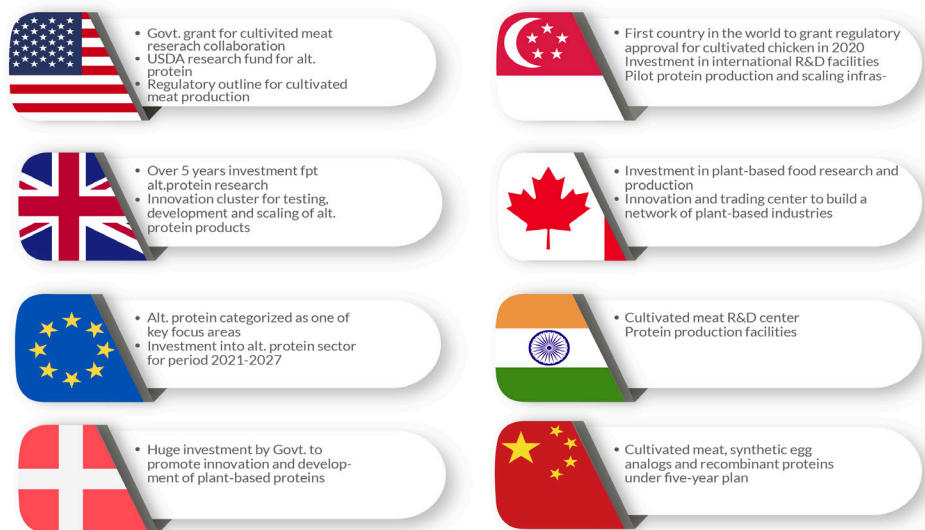 • Govt. grant for cultivited meat
reserach collaboration
• USDA research fund for alt.
protein
• Regulatory outline for cultivated
meat production
• First country in the world to grant regulatory
approval for cultivated chicken in 2020
Investment in international R&D facilities
Pilot protein production and scaling infras-
• Over 5 years investment fpt
alt.protein research
• Innovation cluster for testing,
development and scaling of alt.
protein products
• Investment in plant-based food research and
production
• Innovation and trading center to build a
network of plant-based industries
• Alt. protein categorized as one of
key focus areas
• Investment into alt. protein sector
for period 2021-2027
• Cultivated meat R&D center
Protein production facilities
• Huge investment by Govt. to
promote innovation and develop-
ment of plant-based proteins
• Cultivated meat, synthetic egg
analogs and recombinant proteins
under five-year plan